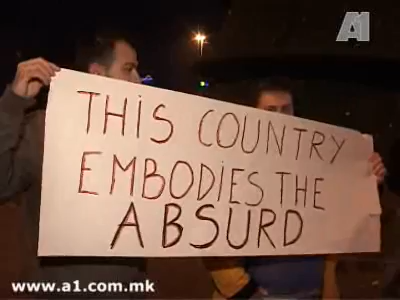 A1
THIS COUNTRY
EMBODIES THE
ABSURD
www.a1.com.mk